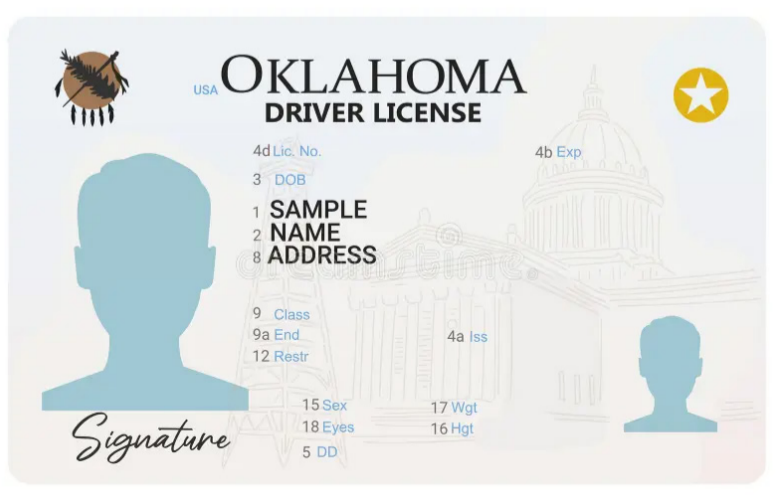 USA OKLAHOMA
DRIVER LICENSE
4d Lic. No.
4b Exp
3 DOB
1 SAMPLE
2 NAME
8 ADDRESS
dreamstime.
9 Class
9a End
4a Iss
12 Restr
15 Sex
17 Wgt
18 Eyes
16 Hgt
5 DD
Signature